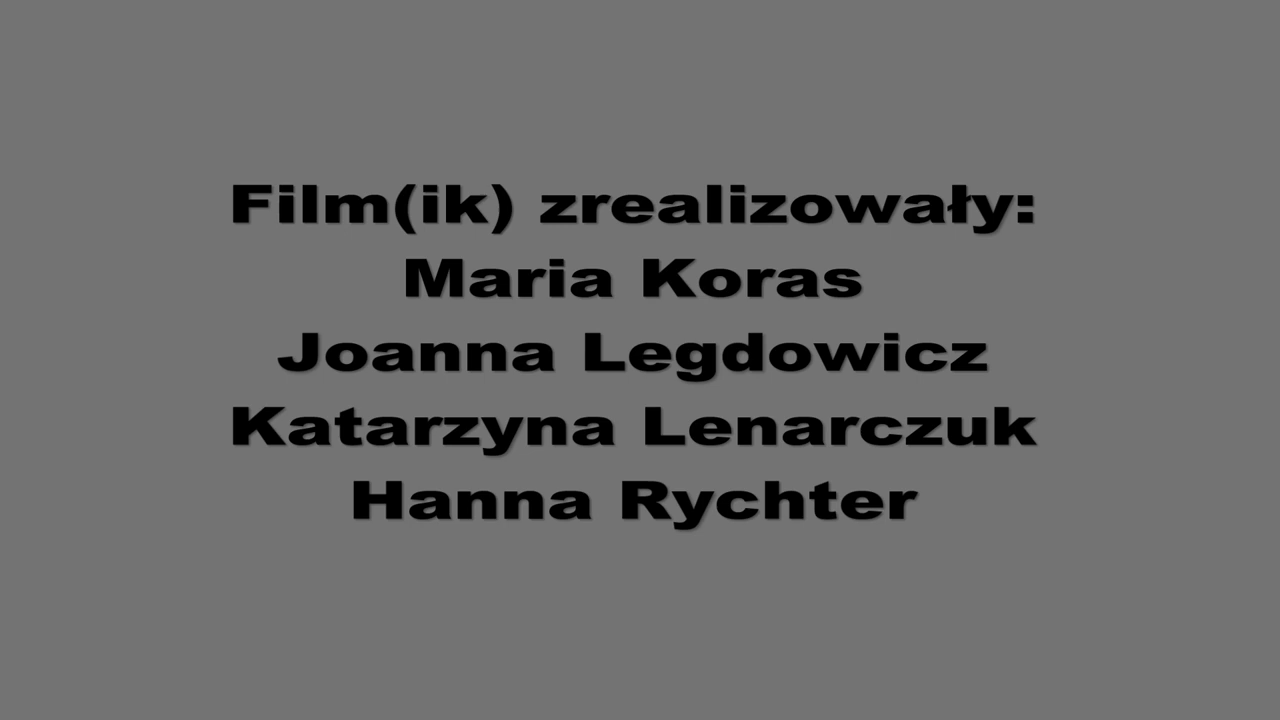 Film(ik) zrealizowały:
Maria Koras
Joanna Legdowicz
Katarzyna Lenarczuk
Hanna Rychter